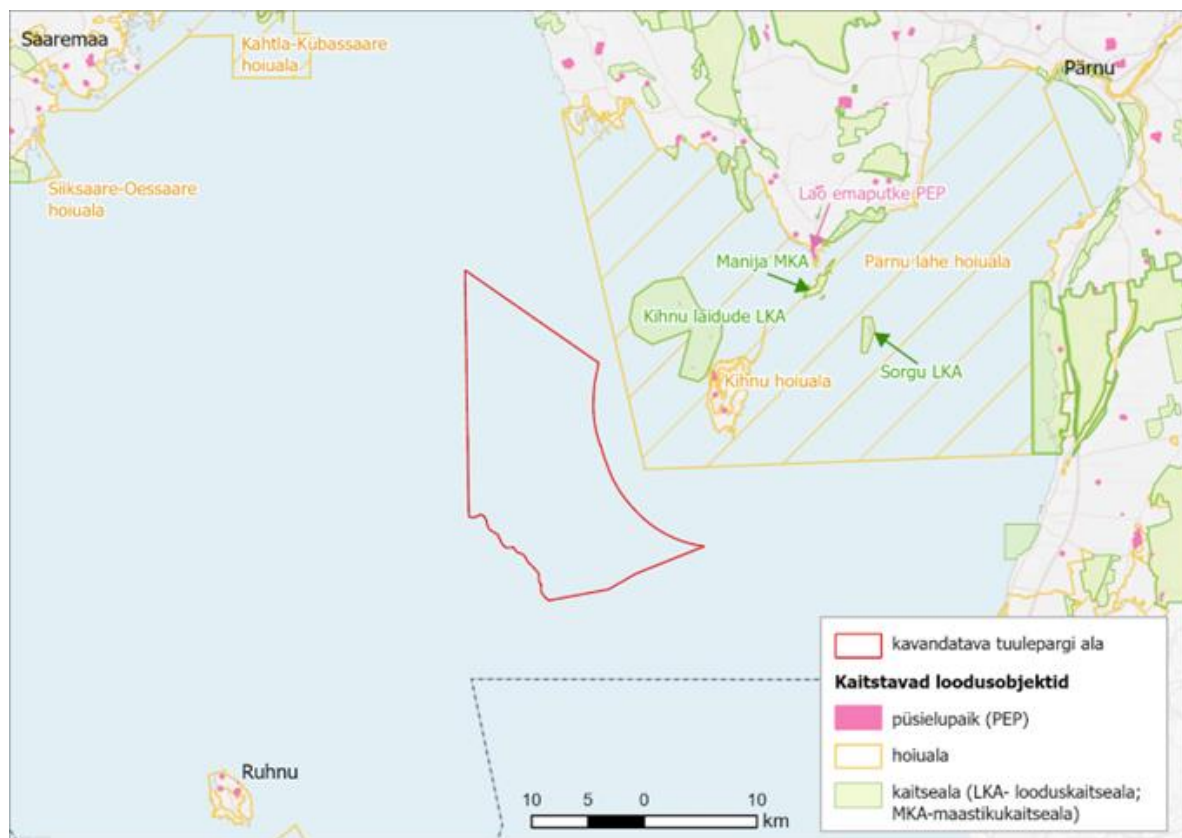 Saaremaa
Kahtla-Kübassaare
hoiuala
Pärnu
Siiksaare-Oessaare
hoiuala
Lao emaputke PEP
Manija MKA
Pärnu lahe hoiuala
Kihnu laidude LKA
Sorgu LKA
Kihnu hoiuala
Ruhnu
10 5 0 10
km
kavandatava tuulepargi ala
Kaitstavad loodusobjektid
püsielupaik (PEP)
hoiuala
kaitseala (LKA- looduskaitseala;
MKA-maastikukaitseala)